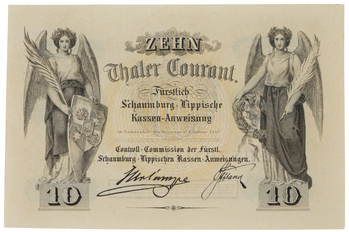 ZEHN
Thaler Courant.
Fürstlich
Schaumburg-Lippische
Kassen-Anweisung
Controll-Commission der Fürstl.
Schaumburg-Lippischen Kassen-Anweisungen.
10
10